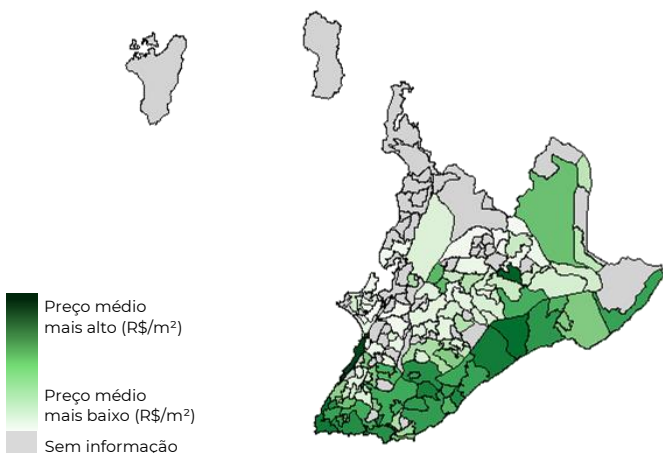 Preço médio
mais alto (R$/m²)
Preço médio
mais baixo (R$/m²)
Sem informação